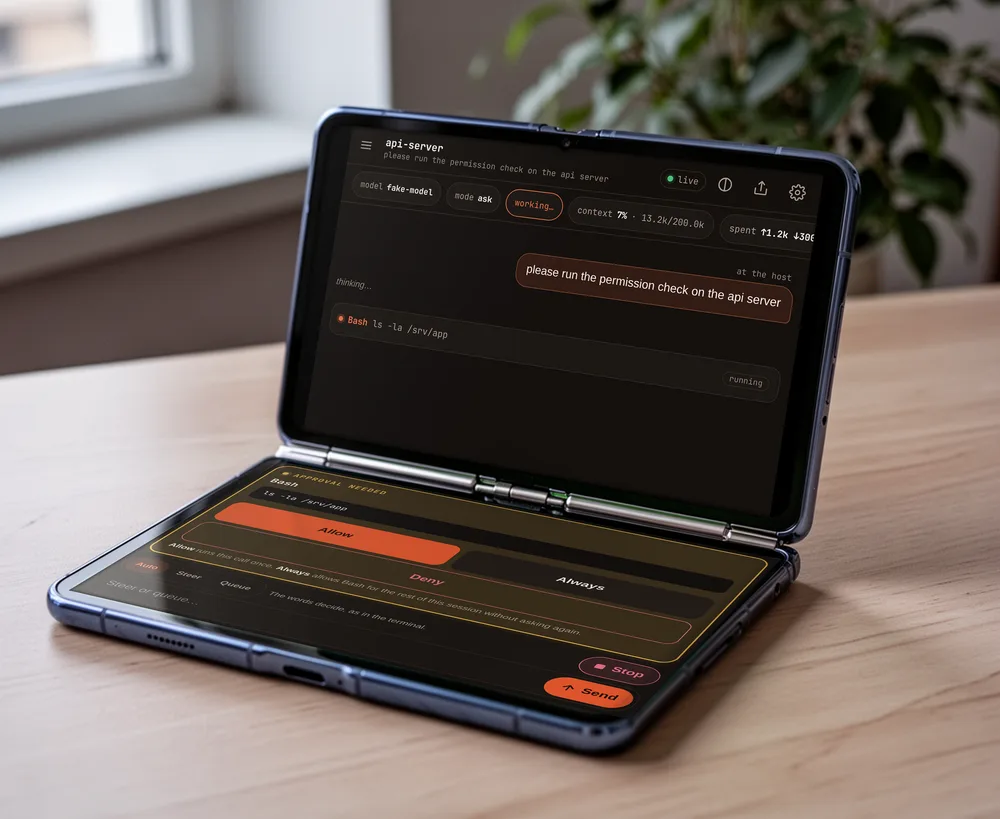 api-server
please run the permission check on the api server
live
model fake-model
mode ask
working…
context 7% · 13.2k/200.0k
spent ↑1.2k ↓300
at the host
please run the permission check on the api server
thinking…
Bash ls -la /srv/app
running
APPROVAL NEEDED
Bash
ls -la /srv/app
Allow
Always
Deny
Allow runs this call once. Always allows Bash for the rest of this session without asking again.
Auto
Steer
Queue
The words decide, as in the terminal.
Steer or queue…
Stop
Send